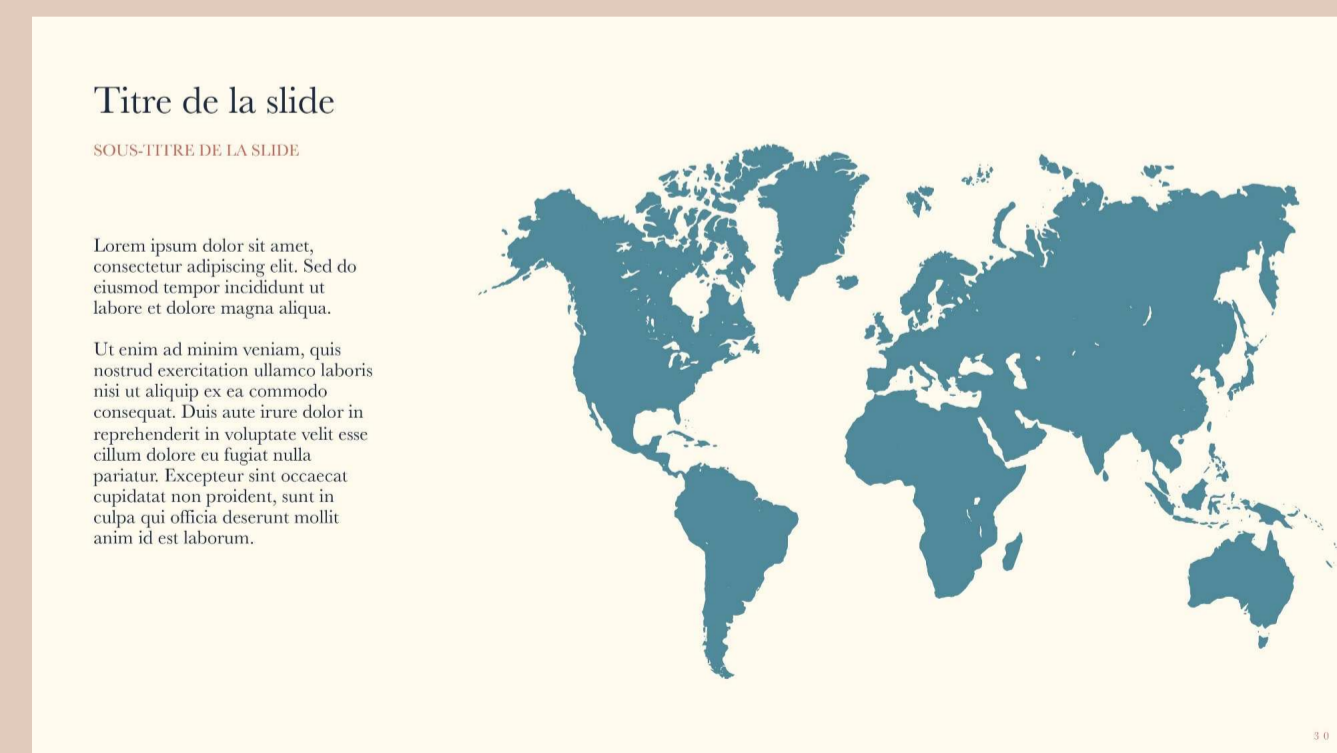 Titre de la slide
SOUS-TITRE DE LA SLIDE
Lorem ipsum dolor sit amet,
consectetur adipiscing elit. Sed do
eiusmod tempor incididunt ut
labore et dolore magna aliqua.
Ut enim ad minim veniam, quis
nostrud exercitation ullamco laboris
nisi ut aliquip ex ea commodo
consequat. Duis aute irure dolor in
reprehenderit in voluptate velit esse
cillum dolore eu fugiat nulla
pariatur. Excepteur sint occaecat
cupidatat non proident, sunt in
culpa qui officia deserunt mollit
anim id est laborum.
30